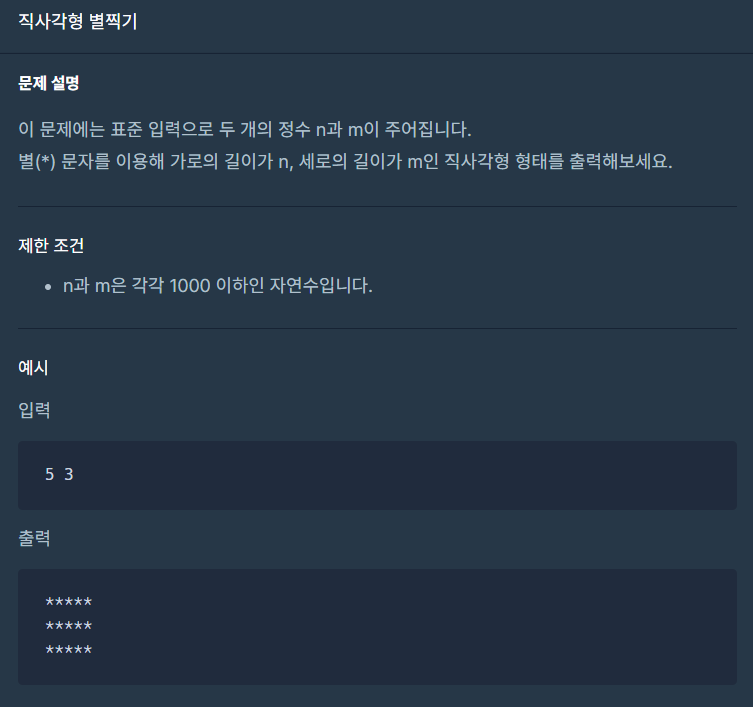 직사각형 별찍기
문제 설명
이 문제에는 표준 입력으로 두 개의 정수 n과 m이 주어집니다.
별(*) 문자를 이용해 가로의 길이가 n, 세로의 길이가 m인 직사각형 형태를 출력해보세요.
제한 조건
• n과 m은 각각 1000 이하인 자연수입니다.
예시
입력
5 3
출력
*****
*****
*****